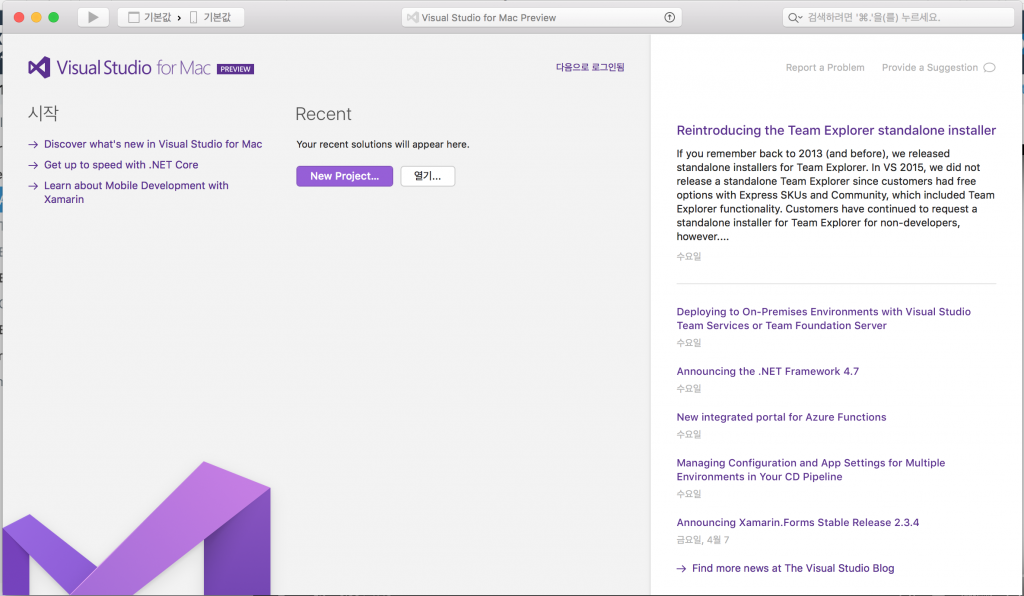 기본값 › 기본값
Visual Studio for Mac Preview
검색하려면 '⌘.'을(를) 누르세요.
Visual Studio for Mac PREVIEW
다음으로 로그인됨
시작
→ Discover what's new in Visual Studio for Mac
→ Get up to speed with .NET Core
→ Learn about Mobile Development with
Xamarin
Recent
Your recent solutions will appear here.
New Project...
열기...
Report a Problem
Provide a Suggestion
Reintroducing the Team Explorer standalone installer
If you remember back to 2013 (and before), we released
standalone installers for Team Explorer. In VS 2015, we did not
release a standalone Team Explorer since customers had free
options with Express SKUs and Community, which included Team
Explorer functionality. Customers have continued to request a
standalone installer for Team Explorer for non-developers,
however....
수요일
Deploying to On-Premises Environments with Visual Studio
Team Services or Team Foundation Server
수요일
Announcing the .NET Framework 4.7
수요일
New integrated portal for Azure Functions
수요일
Managing Configuration and App Settings for Multiple
Environments in Your CD Pipeline
수요일
Announcing Xamarin.Forms Stable Release 2.3.4
금요일, 4월 7
→ Find more news at The Visual Studio Blog